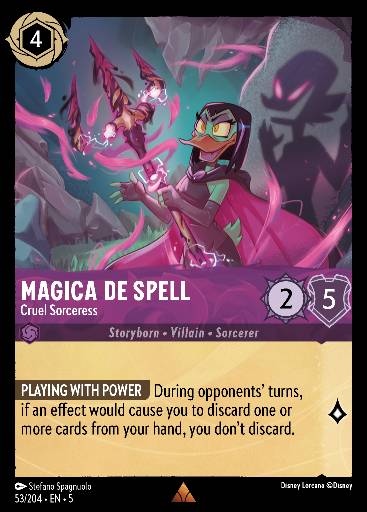 4
MAGICA DE SPELL
Cruel Sorceress
2
5
Storyborn • Villain • Sorcerer
PLAYING WITH POWER During opponents' turns,
if an effect would cause you to discard one or
more cards from your hand, you don't discard.
Stefano Spagnuolo
Disney Lorcana ©Disney
53/204 • EN • 5